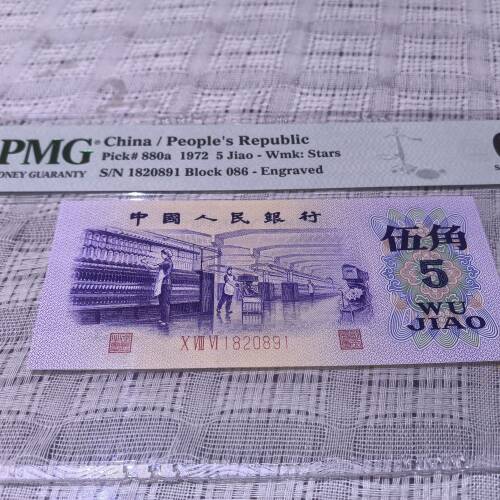 PMG
China / People's Republic
Pick# 880a 1972 5 Jiao - Wmk: Stars
S/N 1820891 Block 086 - Engraved
MONEY GUARANTY
中國人民銀行
伍角
5
WU
JIAO
X VIII VI 1820891